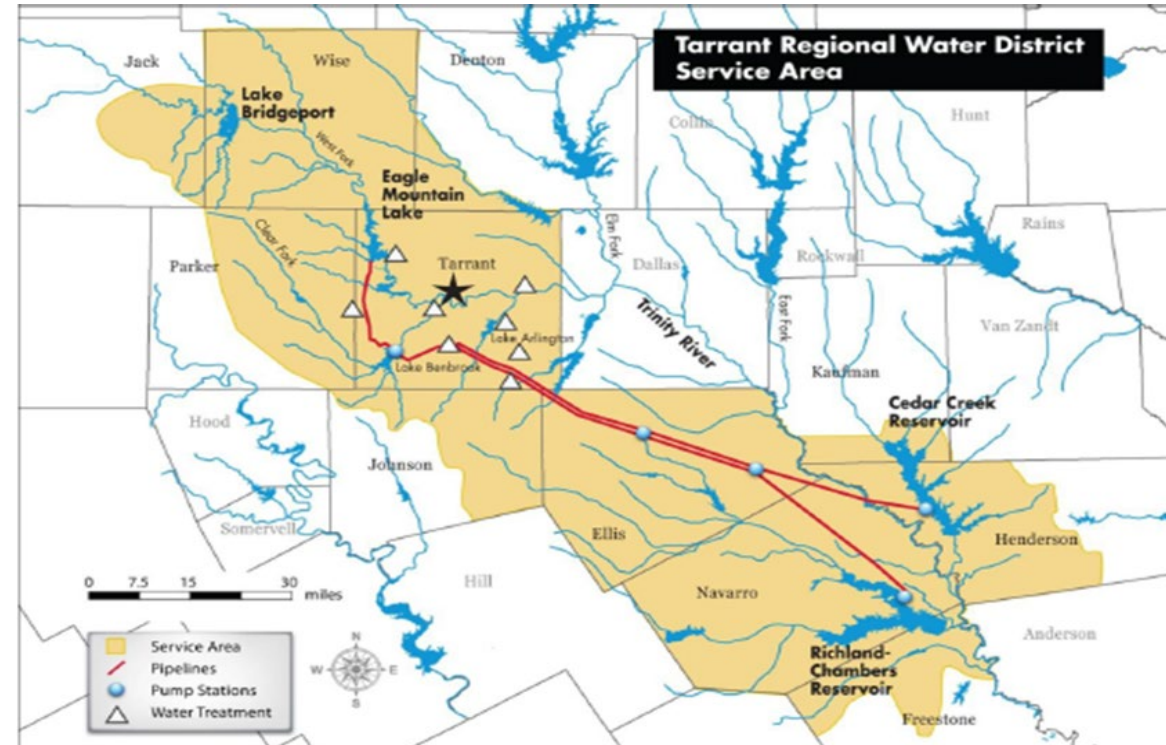 Tarrant Regional Water District
Service Area
Jack
Wise
Denton
Collin
Hunt
Lake
Bridgeport
West Fork
Eagle
Mountain
Lake
Rains
Clear Fork
Elm Fork
Parker
Tarrant
Dallas
Rockwall
East Fork
Trinity River
Van Zandt
Lake Arlington
Lake Benbrook
Kaufman
Cedar Creek
Reservoir
Hood
Johnson
Somervell
Ellis
Henderson
Hill
Navarro
Anderson
Richland-
Chambers
Reservoir
Freestone
0 7.5 15 30
miles
N
W E
S
Service Area
Pipelines
Pump Stations
Water Treatment